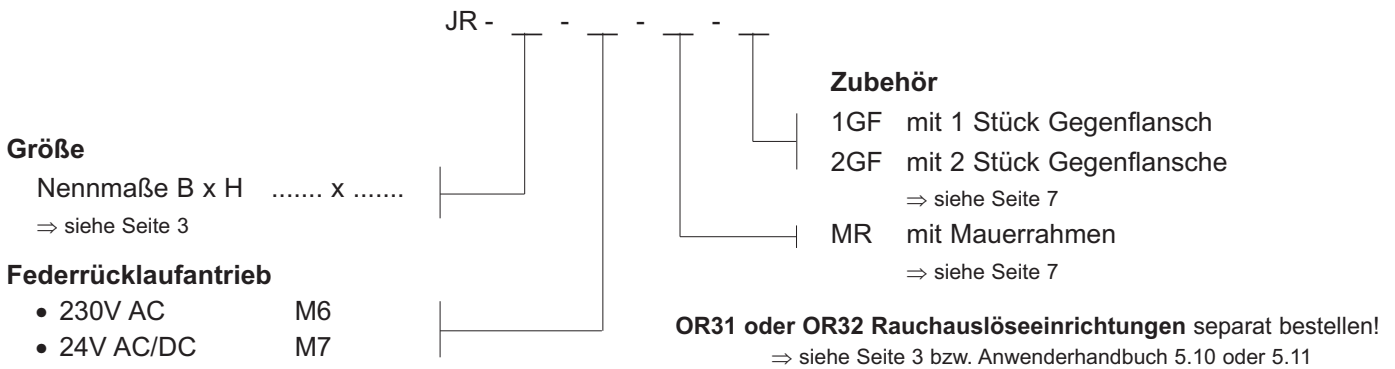 JR - __ - __ - __ - __
Größe
Nennmaße B x H ....... x .......
⇒ siehe Seite 3
Federrücklaufantrieb
• 230V AC M6
• 24V AC/DC M7
Zubehör
1GF mit 1 Stück Gegenflansch
2GF mit 2 Stück Gegenflansche
⇒ siehe Seite 7
MR mit Mauerrahmen
⇒ siehe Seite 7
OR31 oder OR32 Rauchauslöseeinrichtungen separat bestellen!
⇒ siehe Seite 3 bzw. Anwenderhandbuch 5.10 oder 5.11